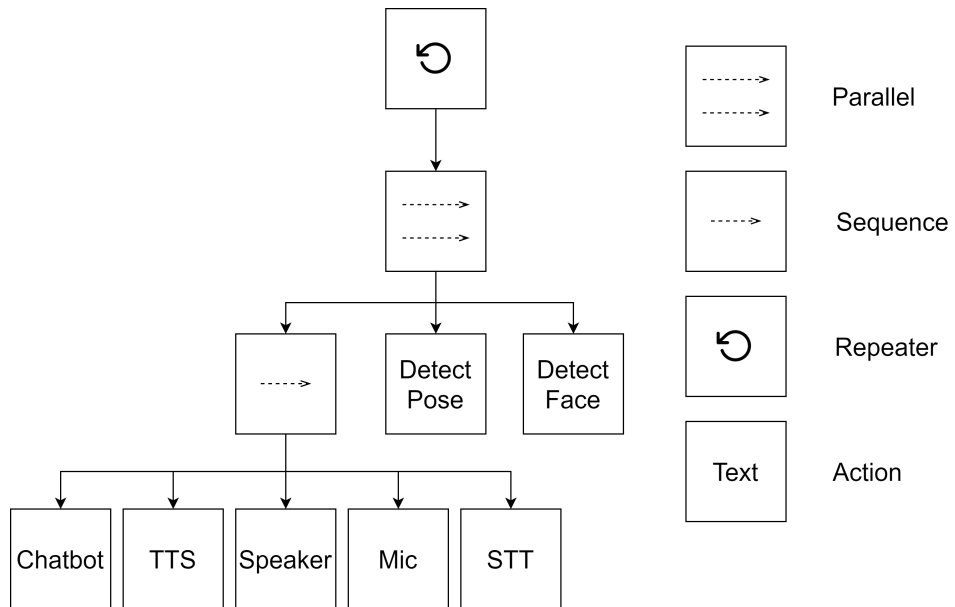 Parallel
Sequence
Detect
Pose
Detect
Face
Repeater
Text
Action
Chatbot
TTS
Speaker
Mic
STT